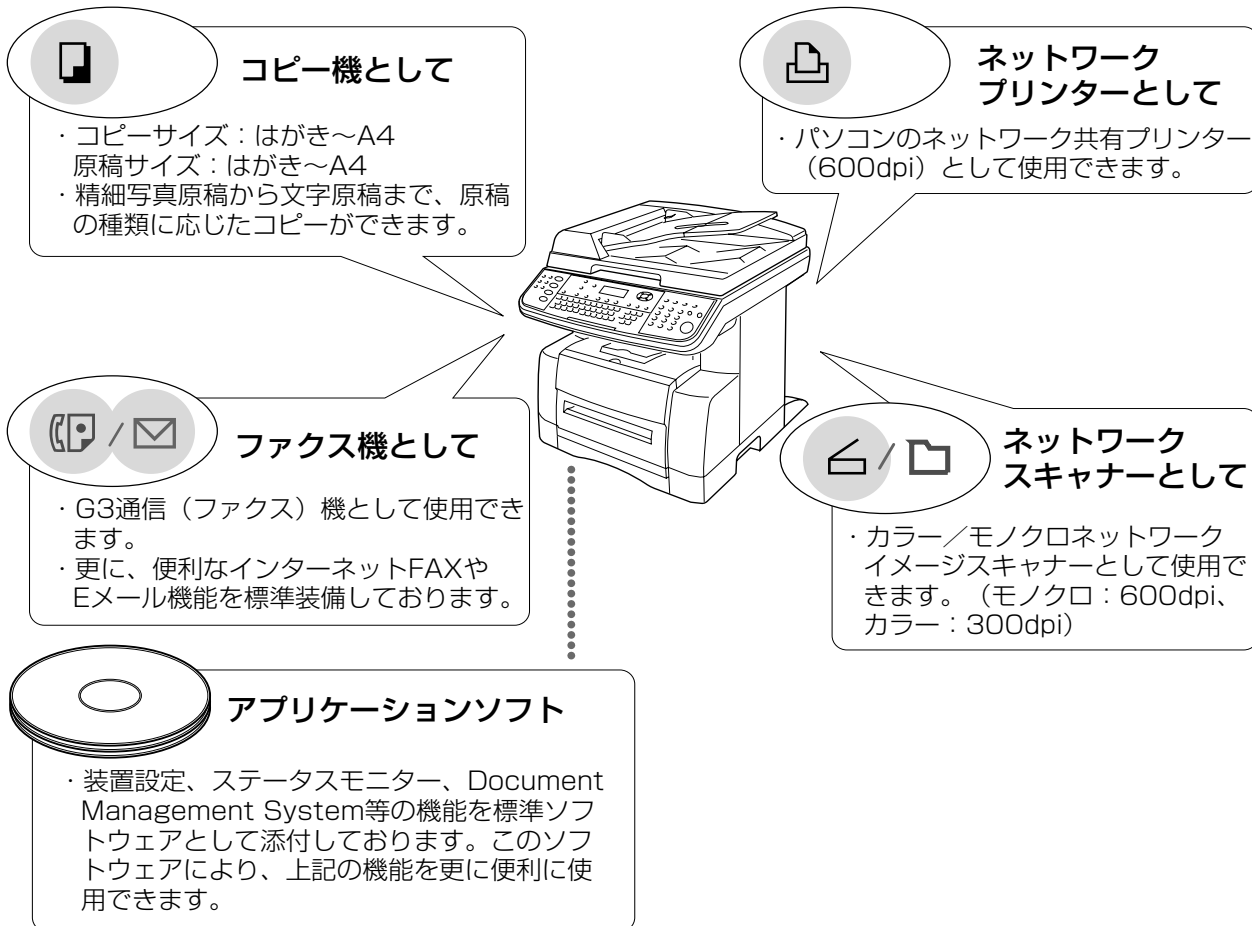 コピー機として
・コピーサイズ：はがき～A4
原稿サイズ：はがき～A4
・精細写真原稿から文字原稿まで、原稿
の種類に応じたコピーができます。
ネットワーク
プリンターとして
・パソコンのネットワーク共有プリンター
（600dpi）として使用できます。
ファクス機として
・G3通信（ファクス）機として使用でき
ます。
・更に、便利なインターネットFAXや
Eメール機能を標準装備しております。
ネットワーク
スキャナーとして
・カラー／モノクロネットワーク
イメージスキャナーとして使用で
きます。（モノクロ：600dpi、
カラー：300dpi）
アプリケーションソフト
・装置設定、ステータスモニター、Document
Management System等の機能を標準ソフ
トウェアとして添付しております。このソフ
トウェアにより、上記の機能を更に便利に使
用できます。